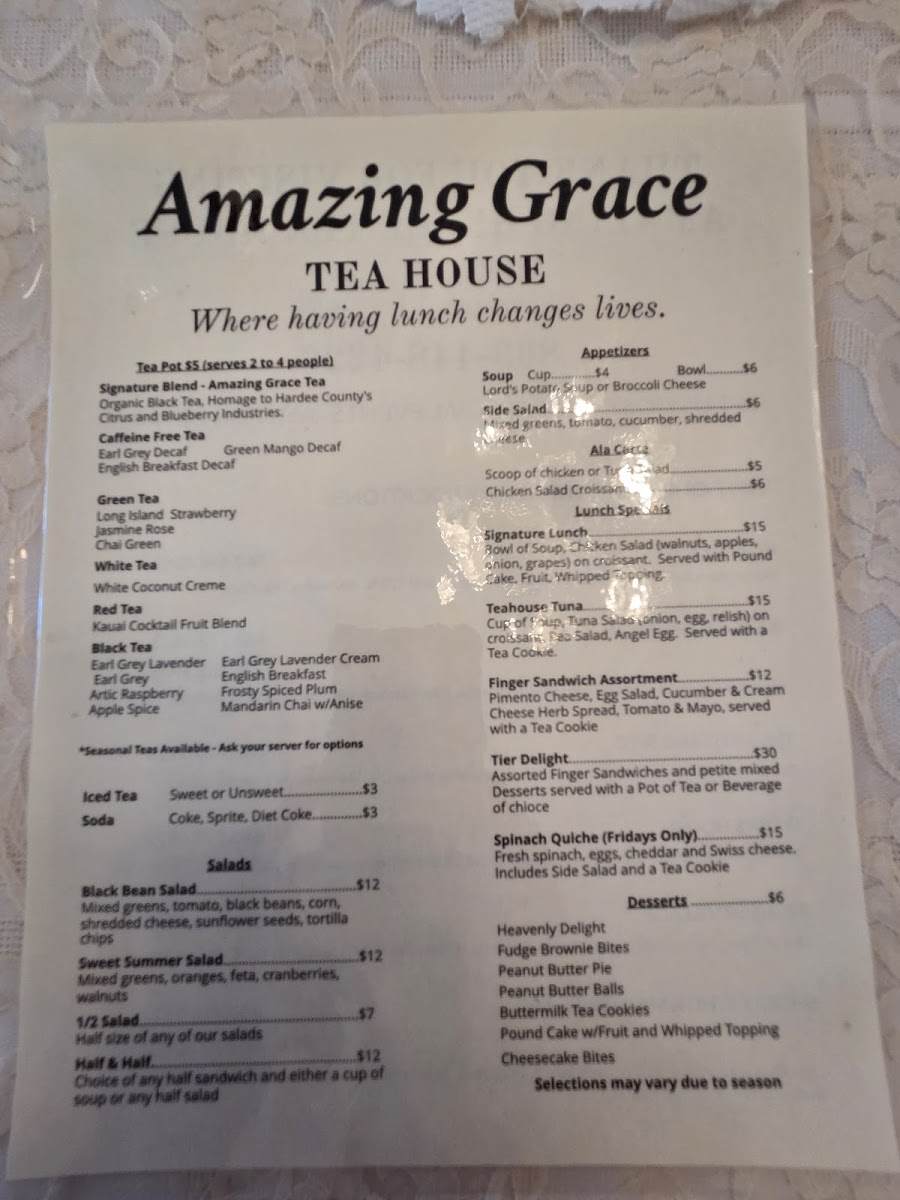 Amazing Grace
TEA HOUSE
Where having lunch changes lives.
Tea Pot $5 (serves 2 to 4 people)
Signature Blend - Amazing Grace Tea
Organic Black Tea, Homage to Hardee County's
Citrus and Blueberry Industries.
Caffeine Free Tea
Earl Grey Decaf Green Mango Decaf
English Breakfast Decaf
Green Tea
Long Island Strawberry
Jasmine Rose
Chai Green
White Tea
White Coconut Creme
Red Tea
Kauai Cocktail Fruit Blend
Black Tea
Earl Grey Lavender Earl Grey Lavender Cream
Earl Grey English Breakfast
Artic Raspberry Frosty Spiced Plum
Apple Spice Mandarin Chai w/Anise
*Seasonal Teas Available - Ask your server for options
Iced Tea Sweet or Unsweet....................$3
Soda Coke, Sprite, Diet Coke.............$3
Salads
Black Bean Salad........................................$12
Mixed greens, tomato, black beans, corn,
shredded cheese, sunflower seeds, tortilla
chips
Sweet Summer Salad..................................$12
Mixed greens, oranges, feta, cranberries,
walnuts
1/2 Salad.......................................................$7
Half size of any of our salads
Half & Half....................................................$12
Choice of any half sandwich and either a cup of
soup or any half salad
Appetizers
Soup Cup...........$4 Bowl..........$6
Lord's Potato Soup or Broccoli Cheese
Side Salad.....................................................$6
Mixed greens, tomato, cucumber, shredded
cheese
Ala Carte
Scoop of chicken or Tuna Salad....................$5
Chicken Salad Croissant..............................$6
Lunch Specials
Signature Lunch........................................$15
Bowl of Soup, Chicken Salad (walnuts, apples,
onion, grapes) on croissant. Served with Pound
Cake, Fruit, Whipped Topping.
Teahouse Tuna..........................................$15
Cup of Soup, Tuna Salad (onion, egg, relish) on
croissant, Pea Salad, Angel Egg. Served with a
Tea Cookie.
Finger Sandwich Assortment..................$12
Pimento Cheese, Egg Salad, Cucumber & Cream
Cheese Herb Spread, Tomato & Mayo, served
with a Tea Cookie
Tier Delight...............................................$30
Assorted Finger Sandwiches and petite mixed
Desserts served with a Pot of Tea or Beverage
of chioce
Spinach Quiche (Fridays Only)...............$15
Fresh spinach, eggs, cheddar and Swiss cheese.
Includes Side Salad and a Tea Cookie
Desserts ......................$6
Heavenly Delight
Fudge Brownie Bites
Peanut Butter Pie
Peanut Butter Balls
Buttermilk Tea Cookies
Pound Cake w/Fruit and Whipped Topping
Cheesecake Bites
Selections may vary due to season